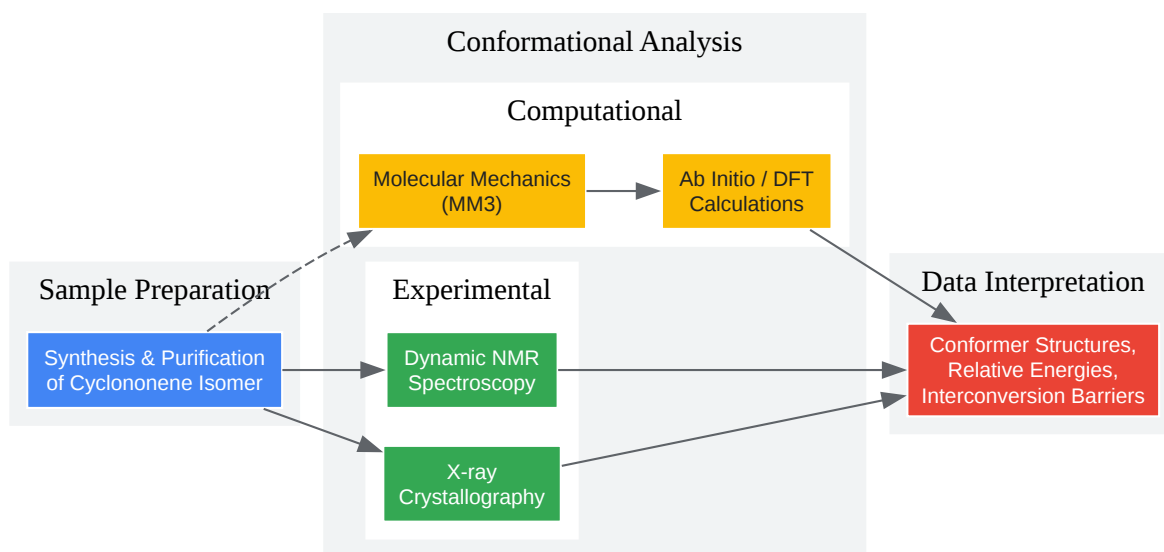 Conformational Analysis
Computational
Molecular Mechanics
(MM3)
Ab Initio / DFT
Calculations
Sample Preparation
Synthesis & Purification
of Cyclononene Isomer
Experimental
Dynamic NMR
Spectroscopy
X-ray
Crystallography
Data Interpretation
Conformer Structures,
Relative Energies,
Interconversion Barriers